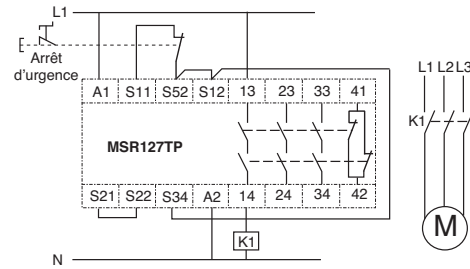 L1
Arrêt
d'urgence
A1 S11 S52 S12 13 23 33 41
MSR127TP
S21 S22 S34 A2 14 24 34 42
K1
N
L1 L2 L3
K1
M